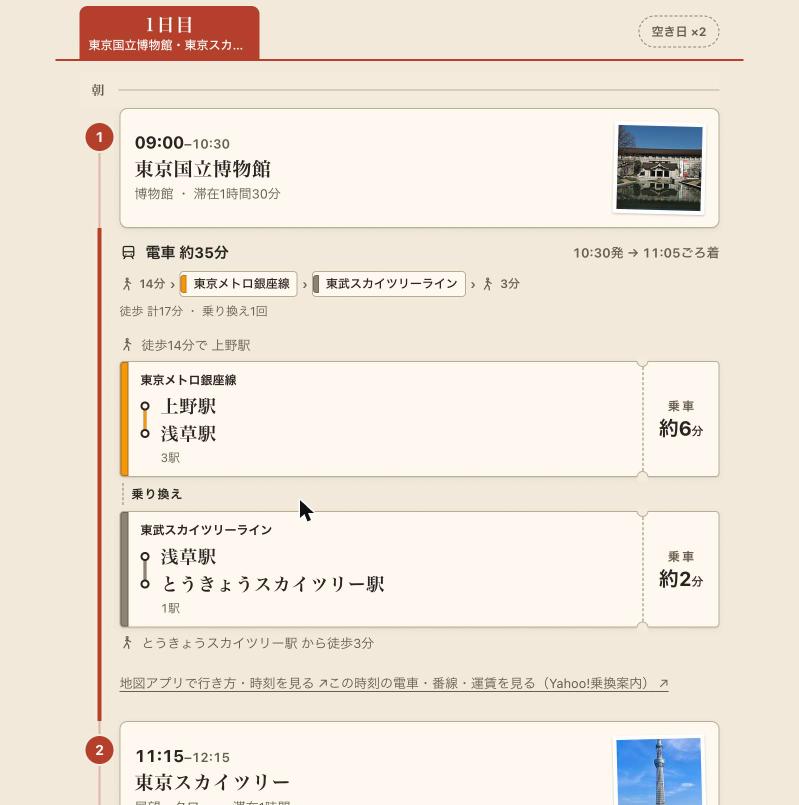 1日目
東京国立博物館・東京スカ...
空き日 ×2
朝
1
09:00–10:30
東京国立博物館
博物館 ・ 滞在1時間30分
電車 約35分
10:30発 → 11:05ごろ着
14分 › 東京メトロ銀座線 › 東武スカイツリーライン › 3分
徒歩 計17分 ・ 乗り換え1回
徒歩14分で 上野駅
東京メトロ銀座線
上野駅
浅草駅
3駅
乗車
約6分
乗り換え
東武スカイツリーライン
浅草駅
とうきょうスカイツリー駅
1駅
乗車
約2分
とうきょうスカイツリー駅 から徒歩3分
地図アプリで行き方・時刻を見る ↗この時刻の電車・番線・運賃を見る（Yahoo!乗換案内） ↗
2
11:15–12:15
東京スカイツリー